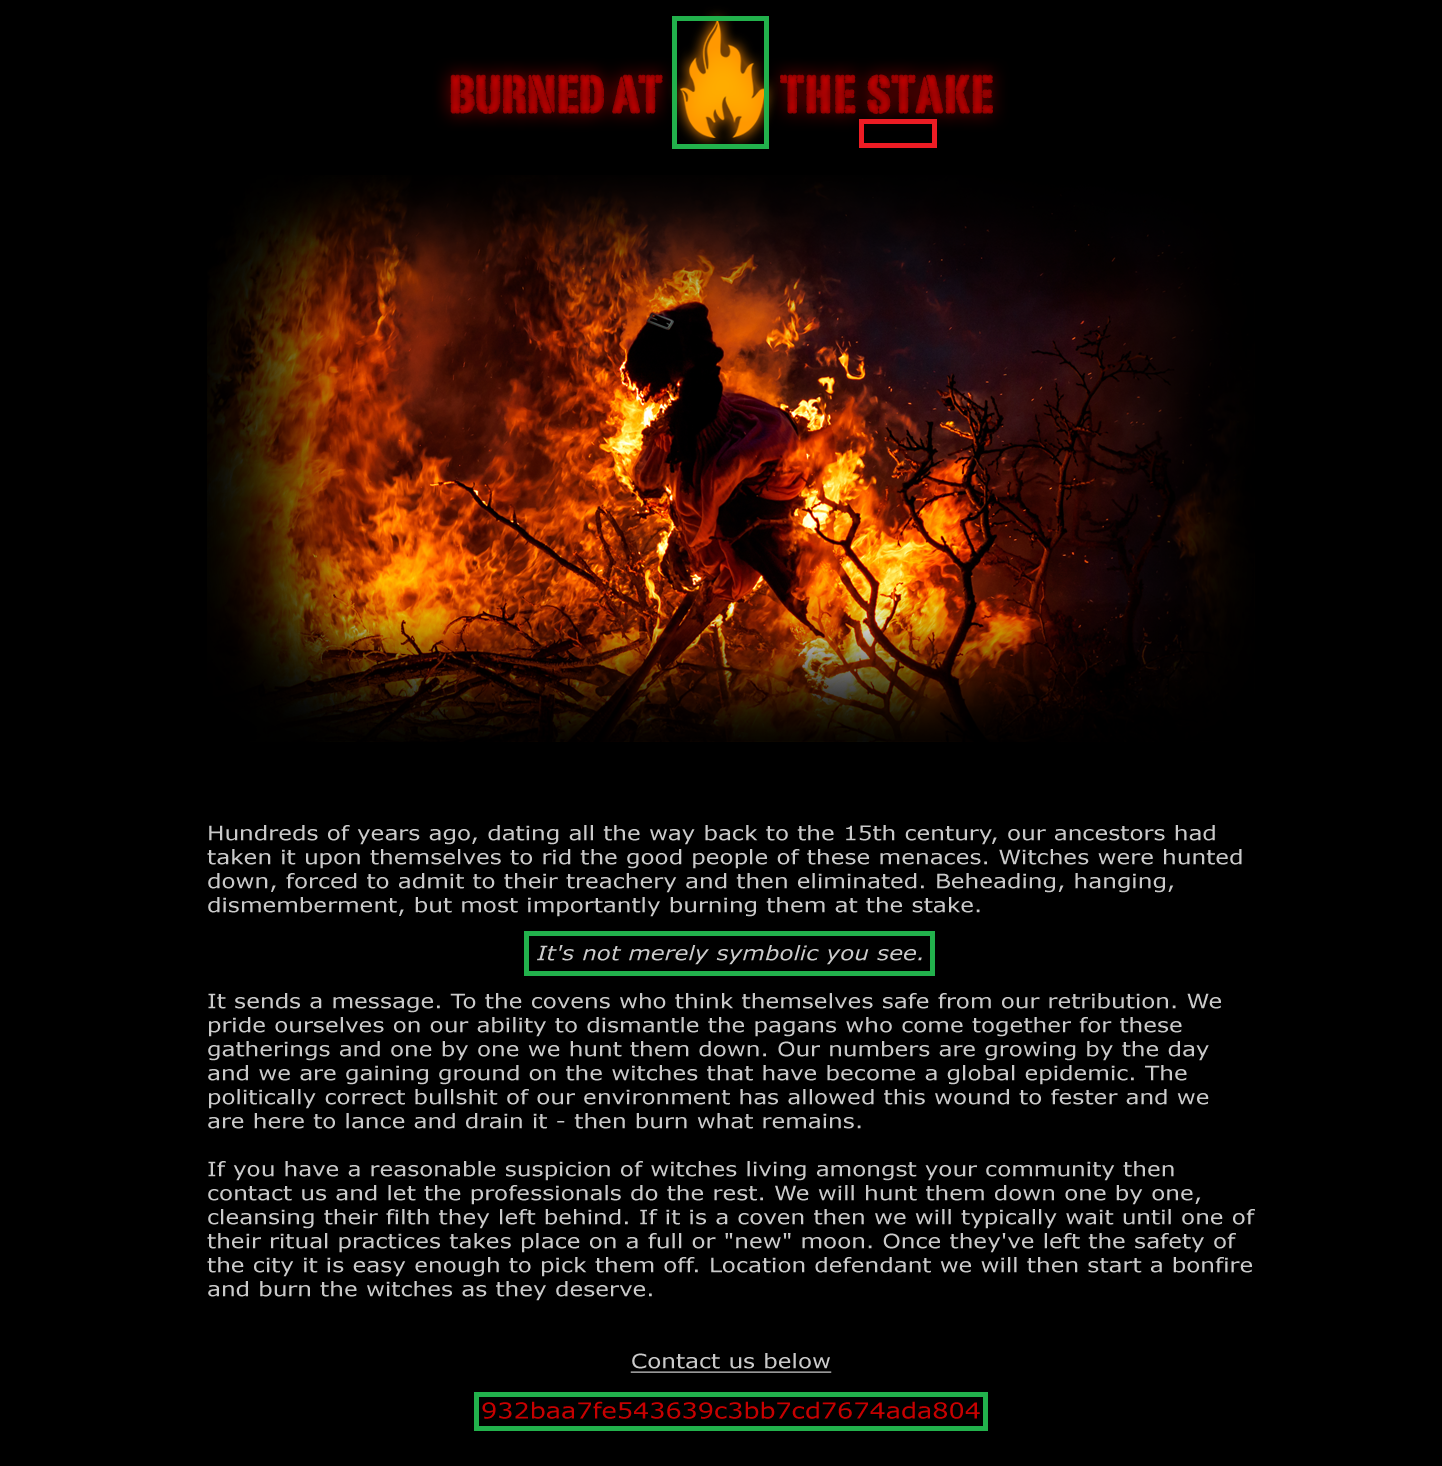 BURNED AT THE STAKE
Hundreds of years ago, dating all the way back to the 15th century, our ancestors had
taken it upon themselves to rid the good people of these menaces. Witches were hunted
down, forced to admit to their treachery and then eliminated. Beheading, hanging,
dismemberment, but most importantly burning them at the stake.
It's not merely symbolic you see.
It sends a message. To the covens who think themselves safe from our retribution. We
pride ourselves on our ability to dismantle the pagans who come together for these
gatherings and one by one we hunt them down. Our numbers are growing by the day
and we are gaining ground on the witches that have become a global epidemic. The
politically correct bullshit of our environment has allowed this wound to fester and we
are here to lance and drain it - then burn what remains.
If you have a reasonable suspicion of witches living amongst your community then
contact us and let the professionals do the rest. We will hunt them down one by one,
cleansing their filth they left behind. If it is a coven then we will typically wait until one of
their ritual practices takes place on a full or "new" moon. Once they've left the safety of
the city it is easy enough to pick them off. Location defendant we will then start a bonfire
and burn the witches as they deserve.
Contact us below
932baa7fe543639c3bb7cd7674ada804